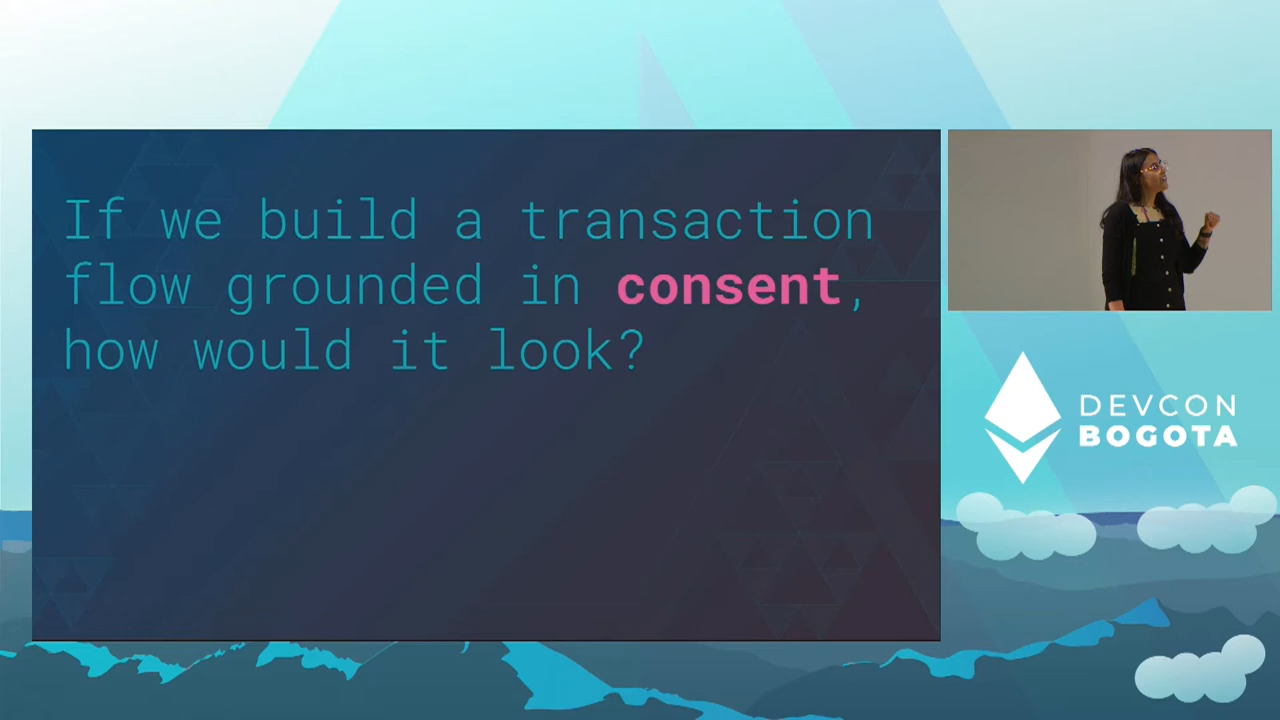 If we build a transaction
flow grounded in consent,
how would it look?
DEVCON
BOGOTA